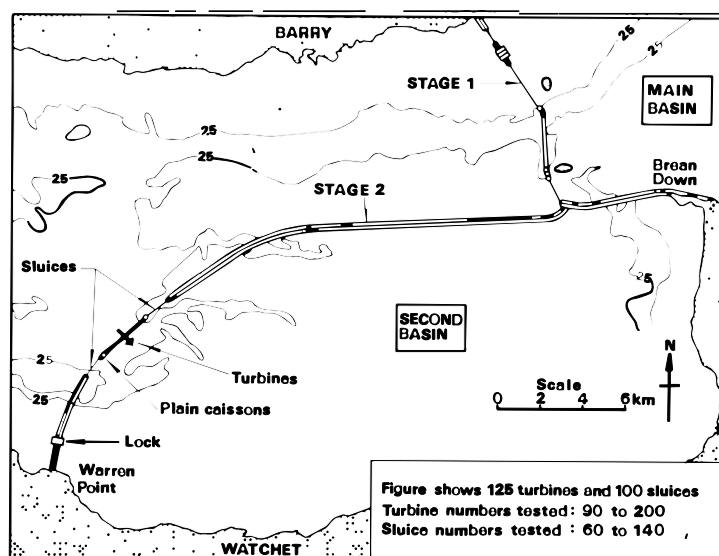 BARRY
25
25
STAGE 1
MAIN
BASIN
25
25
25
Brean
Down
STAGE 2
Sluices
25
SECOND
BASIN
N
25
Turbines
Scale
25
Plain caissons
0 2 4 6km
Lock
Warren
Point
Figure shows 125 turbines and 100 sluices
Turbine numbers tested: 90 to 200
Sluice numbers tested : 60 to 140
WATCHET